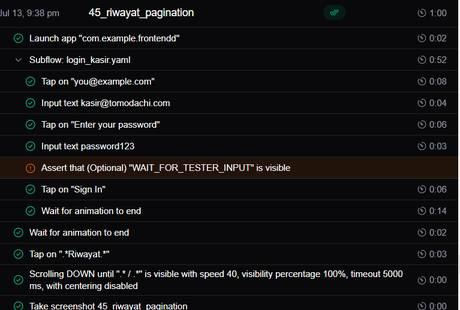 Jul 13, 9:38 pm 45_riwayat_pagination 1:00
Launch app "com.example.frontendd" 0:02
Subflow: login_kasir.yaml 0:52
Tap on "you@example.com" 0:08
Input text kasir@tomodachi.com 0:04
Tap on "Enter your password" 0:06
Input text password123 0:03
Assert that (Optional) "WAIT_FOR_TESTER_INPUT" is visible
Tap on "Sign In" 0:06
Wait for animation to end 0:14
Wait for animation to end 0:02
Tap on ".*Riwayat.*" 0:03
Scrolling DOWN until ".* / .*" is visible with speed 40, visibility percentage 100%, timeout 5000 0:00
ms, with centering disabled
Take screenshot 45_riwayat_pagination 0:00